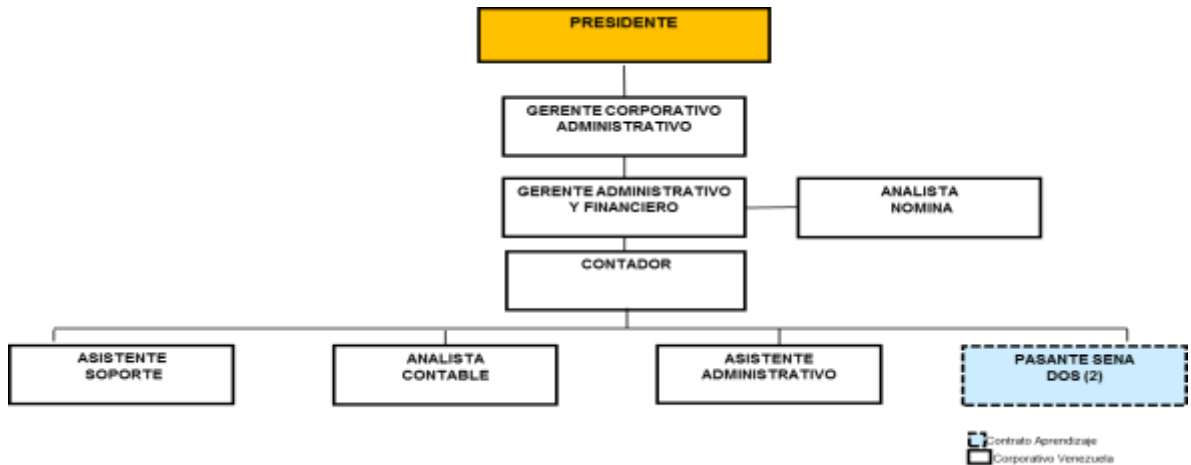 PRESIDENTE
GERENTE CORPORATIVO
ADMINISTRATIVO
GERENTE ADMINISTRATIVO
Y FINANCIERO
ANALISTA
NOMINA
CONTADOR
ASISTENTE
SOPORTE
ANALISTA
CONTABLE
ASISTENTE
ADMINISTRATIVO
PASANTE SENA
DOS (2)
Contrato Aprendizaje
Corporativo Venezuela